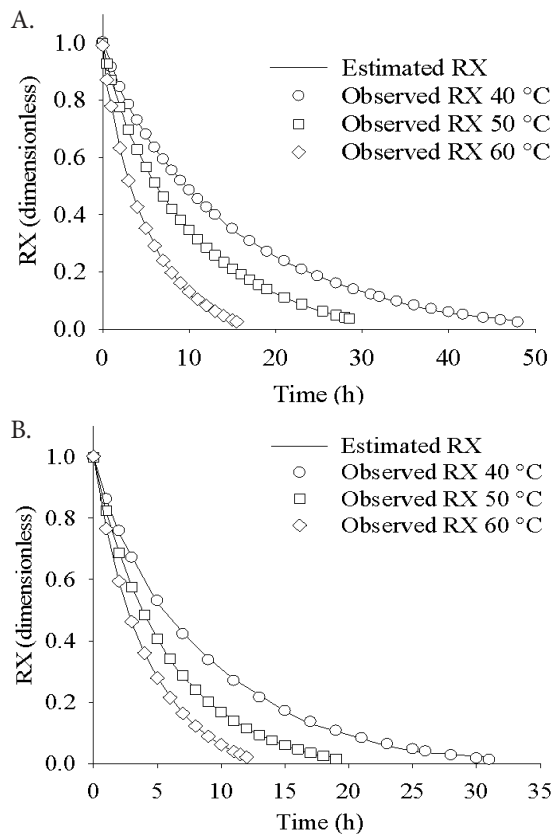 A.
1.0
0.8
0.6
0.4
0.2
0.0
RX (dimensionless)
Estimated RX
Observed RX 40 °C
Observed RX 50 °C
Observed RX 60 °C
0 10 20 30 40 50
Time (h)
B.
1.0
0.8
0.6
0.4
0.2
0.0
RX (dimensionless)
Estimated RX
Observed RX 40 °C
Observed RX 50 °C
Observed RX 60 °C
0 5 10 15 20 25 30 35
Time (h)